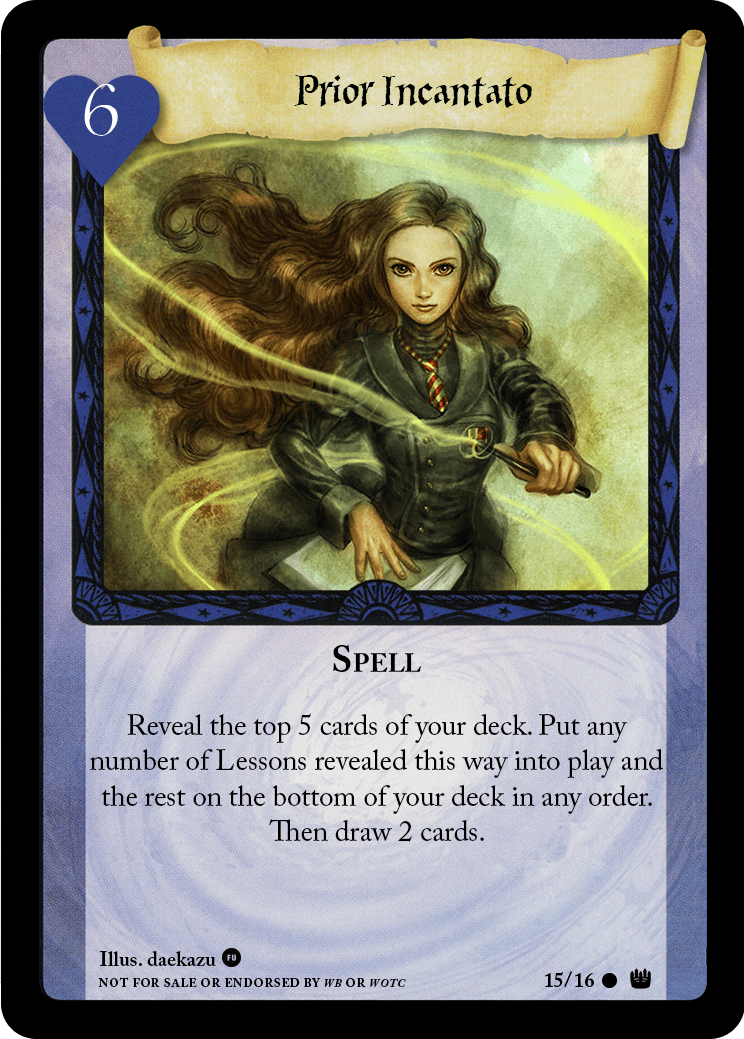 Prior Incantato
6
SPELL
Reveal the top 5 cards of your deck. Put any
number of Lessons revealed this way into play and
the rest on the bottom of your deck in any order.
Then draw 2 cards.
Illus. daekazu FU
NOT FOR SALE OR ENDORSED BY WB OR WOTC
15/16